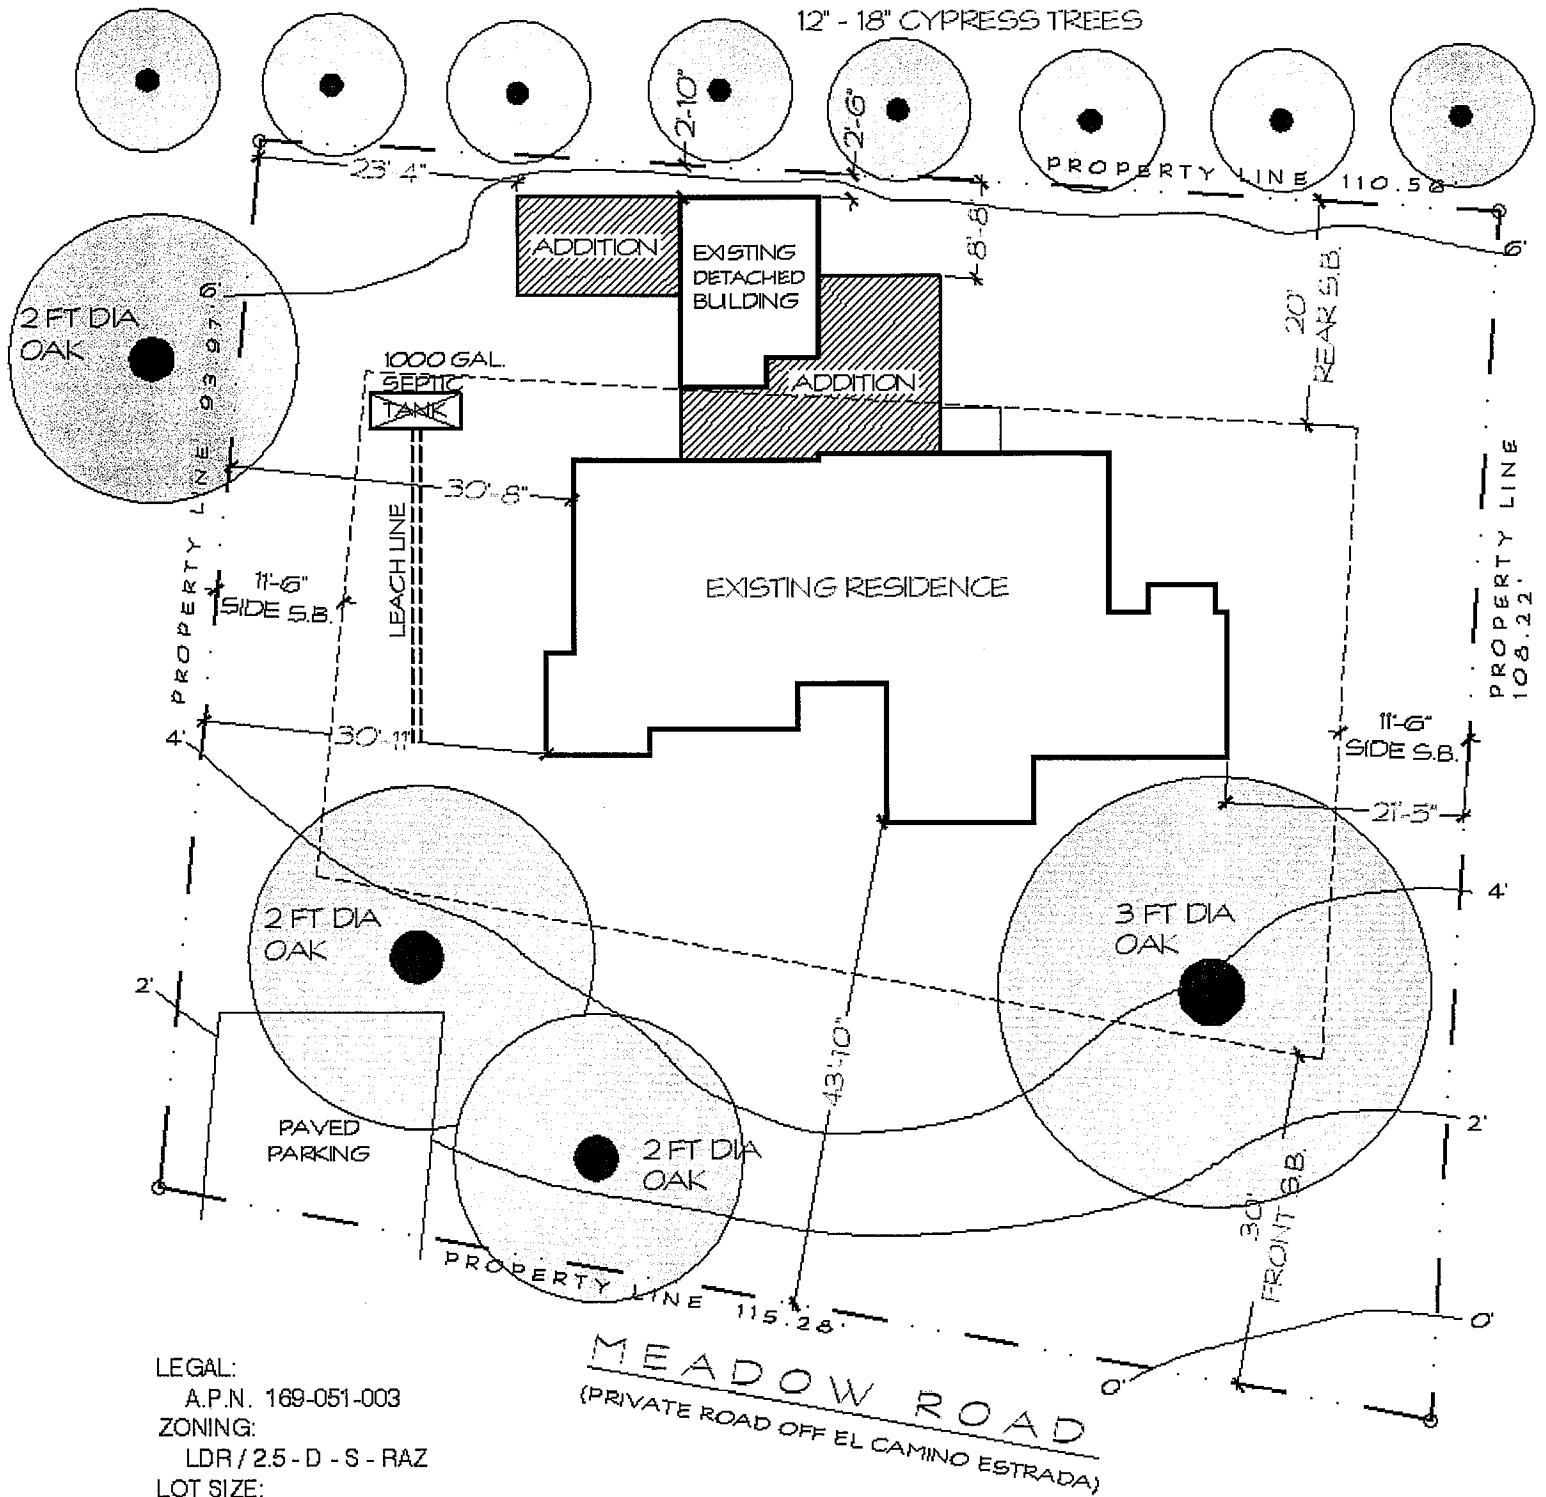 12" - 18" CYPRESS TREES
2'-10"
2'-6"
23'-4"
PROPERTY LINE 110.58'
ADDITION
EXISTING
DETACHED
BUILDING
8'-8"
6'
6'
20'
REAR S.B.
2 FT DIA
OAK
PROPERTY LINE 93.97'
1000 GAL.
SEPTIC
TANK
ADDITION
30'-8"
LEACH LINE
PROPERTY LINE
108.22'
11'-6"
SIDE S.B.
EXISTING RESIDENCE
30'-11"
4'
11'-6"
SIDE S.B.
21'-5"
4'
2 FT DIA
OAK
3 FT DIA
OAK
2'
43'-10"
PAVED
PARKING
2 FT DIA
OAK
2'
30'
FRONT S.B.
PROPERTY LINE 115.28'
0'
0'
MEADOW ROAD
(PRIVATE ROAD OFF EL CAMINO ESTRADA)
LEGAL:
A.P.N. 169-051-003
ZONING:
LDR / 2.5 - D - S - RAZ
LOT SIZE: